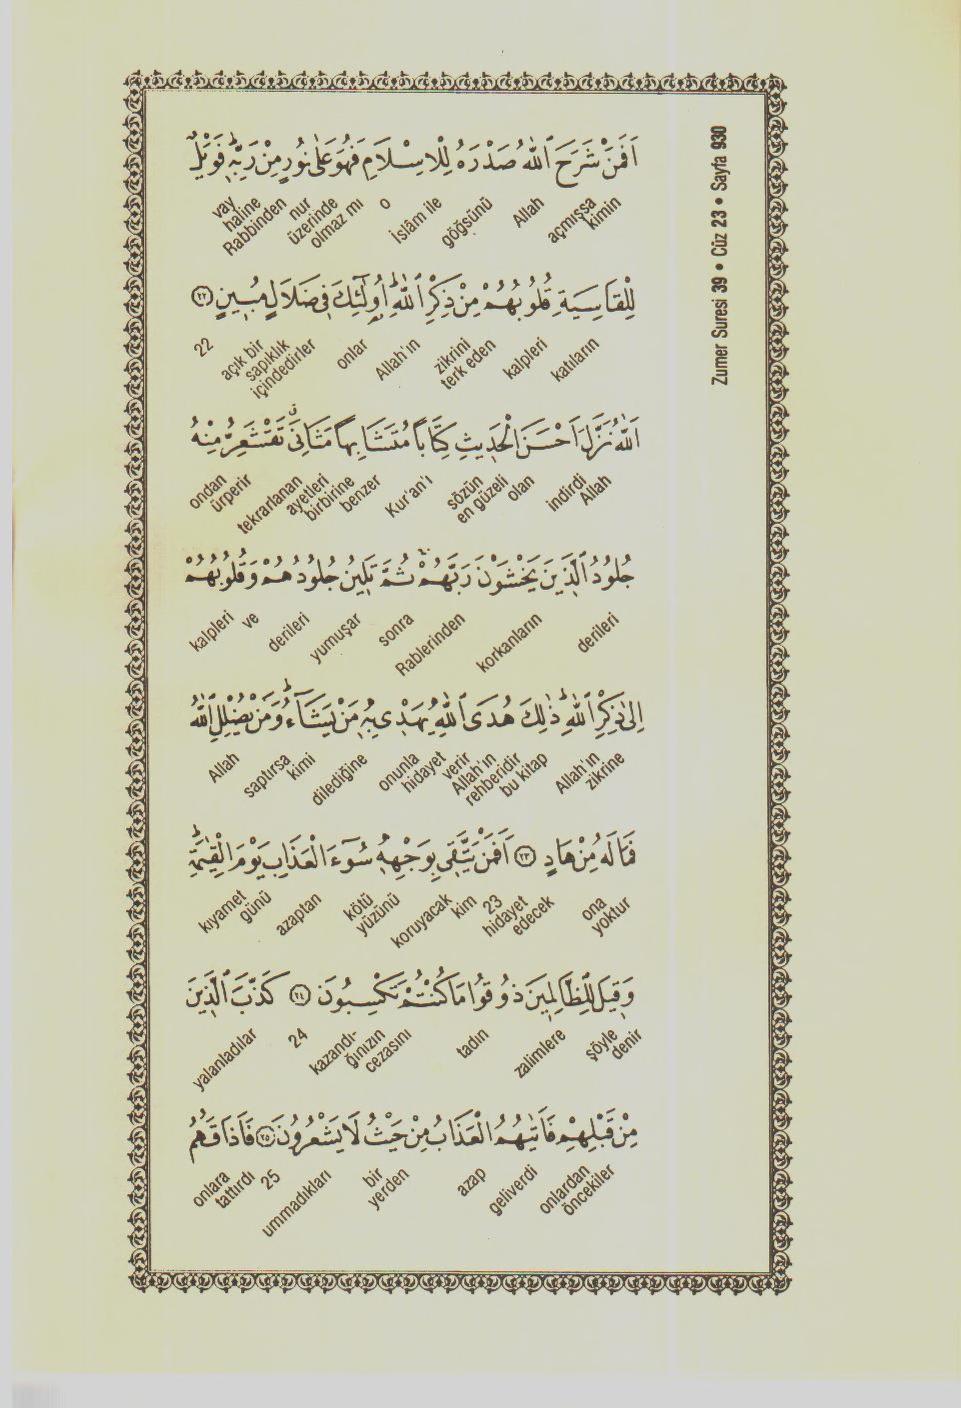 Zumer Suresi 39 • Cüz 23 • Sayfa 930
اَفَمَنْ شَرَحَ اللّٰهُ صَدْرَهُ لِلْاِسْلَامِ فَهُوَ عَلٰى نُورٍ مِنْ رَبِّه۪ۜ فَوَيْلٌ
kimin açmışsa Allah göğsünü İslâm ile o olmaz mı üzerinde nur Rabbinden haline vay
لِلْقَاسِيَةِ قُلُوبُهُمْ مِنْ ذِكْرِ اللّٰهِۜ اُو۬لٰٓئِكَ ف۪ي ضَلَالٍ مُب۪ينٍ ﴿٢٢﴾
katıların kalpleri terk eden zikrini Allah'ın onlar içindedirler sapıklık açık bir 22
اَللّٰهُ نَزَّلَ اَحْسَنَ الْحَد۪يثِ كِتَابًا مُتَشَابِهًا مَثَانِيَۗ تَقْشَعِرُّ مِنْهُ
Allah indirdi olan en güzeli sözün Kur'an'ı benzer birbirine ayetleri tekrarlanan ürperir ondan
جُلُودُ الَّذ۪ينَ يَخْشَوْنَ رَبَّهُمْۚ ثُمَّ تَل۪ينُ جُلُودُهُمْ وَقُلُوبُهُمْ
derileri korkanların Rablerinden sonra yumuşar derileri ve kalpleri
اِلٰى ذِكْرِ اللّٰهِۜ ذٰلِكَ هُدَى اللّٰهِ يَهْد۪ي بِه۪ مَنْ يَشَٓاءُۜ وَمَنْ يُضْلِلِ اللّٰهُ
zikrine Allah'ın bu kitap rehberidir Allah'ın verir hidayet onunla dilediğine kimi saptırsa Allah
فَمَا لَهُ مِنْ هَادٍ ﴿٢٣﴾ اَفَمَنْ يَتَّق۪ي بِوَجْهِه۪ سُٓوءَ الْعَذَابِ يَوْمَ الْقِيٰمَةِۜ
yoktur ona edecek hidayet 23 kim koruyacak yüzünü kötü azaptan günü kıyamet
وَق۪يلَ لِلظَّالِم۪ينَ ذُوقُوا مَا كُنْتُمْ تَكْسِبُونَ ﴿٢٤﴾ كَذَّبَ الَّذ۪ينَ
denir şöyle zalimlere tadın cezasını kazandı-ğınızın 24 yalanladılar
مِنْ قَبْلِهِمْ فَاَتٰيهُمُ الْعَذَابُ مِنْ حَيْثُ لَا يَشْعُرُونَ ﴿٢٥﴾ فَاَذَاقَهُمُ
öncekiler onlardan geliverdi azap yerden bir ummadıkları 25 tattırdı onlara